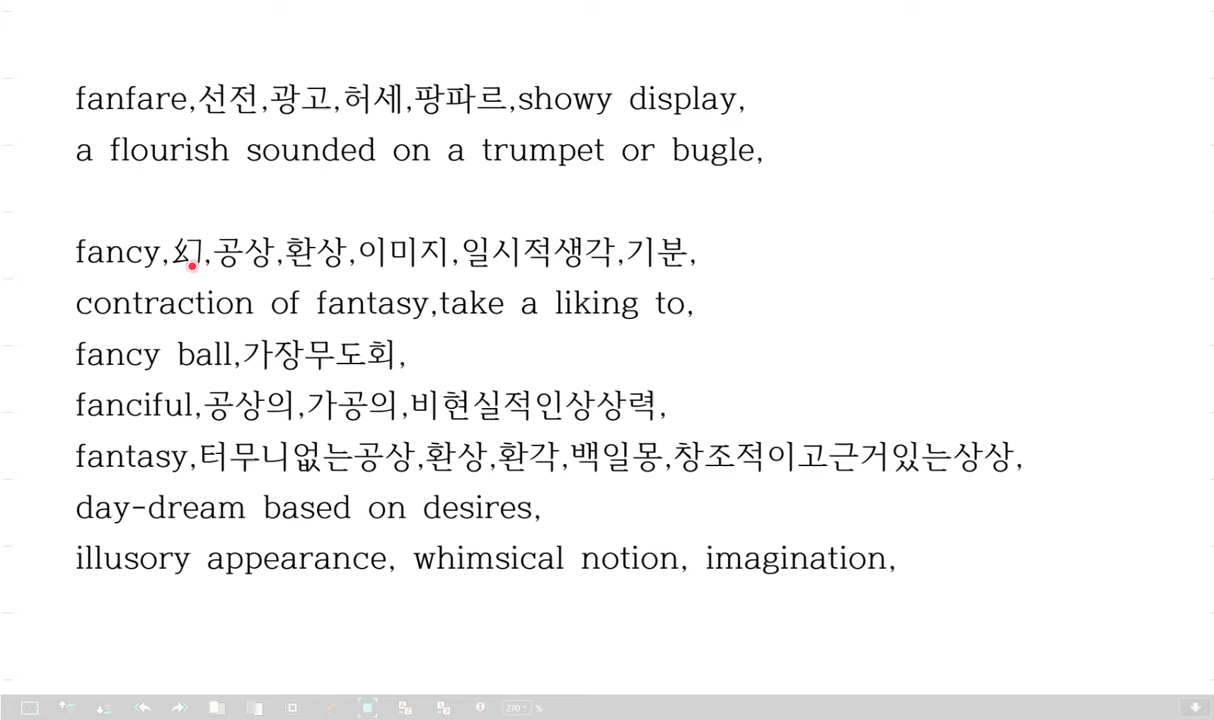 fanfare,선전,광고,허세,팡파르,showy display,
a flourish sounded on a trumpet or bugle,
fancy,幻,공상,환상,이미지,일시적생각,기분,
contraction of fantasy,take a liking to,
fancy ball,가장무도회,
fanciful,공상의,가공의,비현실적인상상력,
fantasy,터무니없는공상,환상,환각,백일몽,창조적이고근거있는상상,
day-dream based on desires,
illusory appearance, whimsical notion, imagination,
270 %